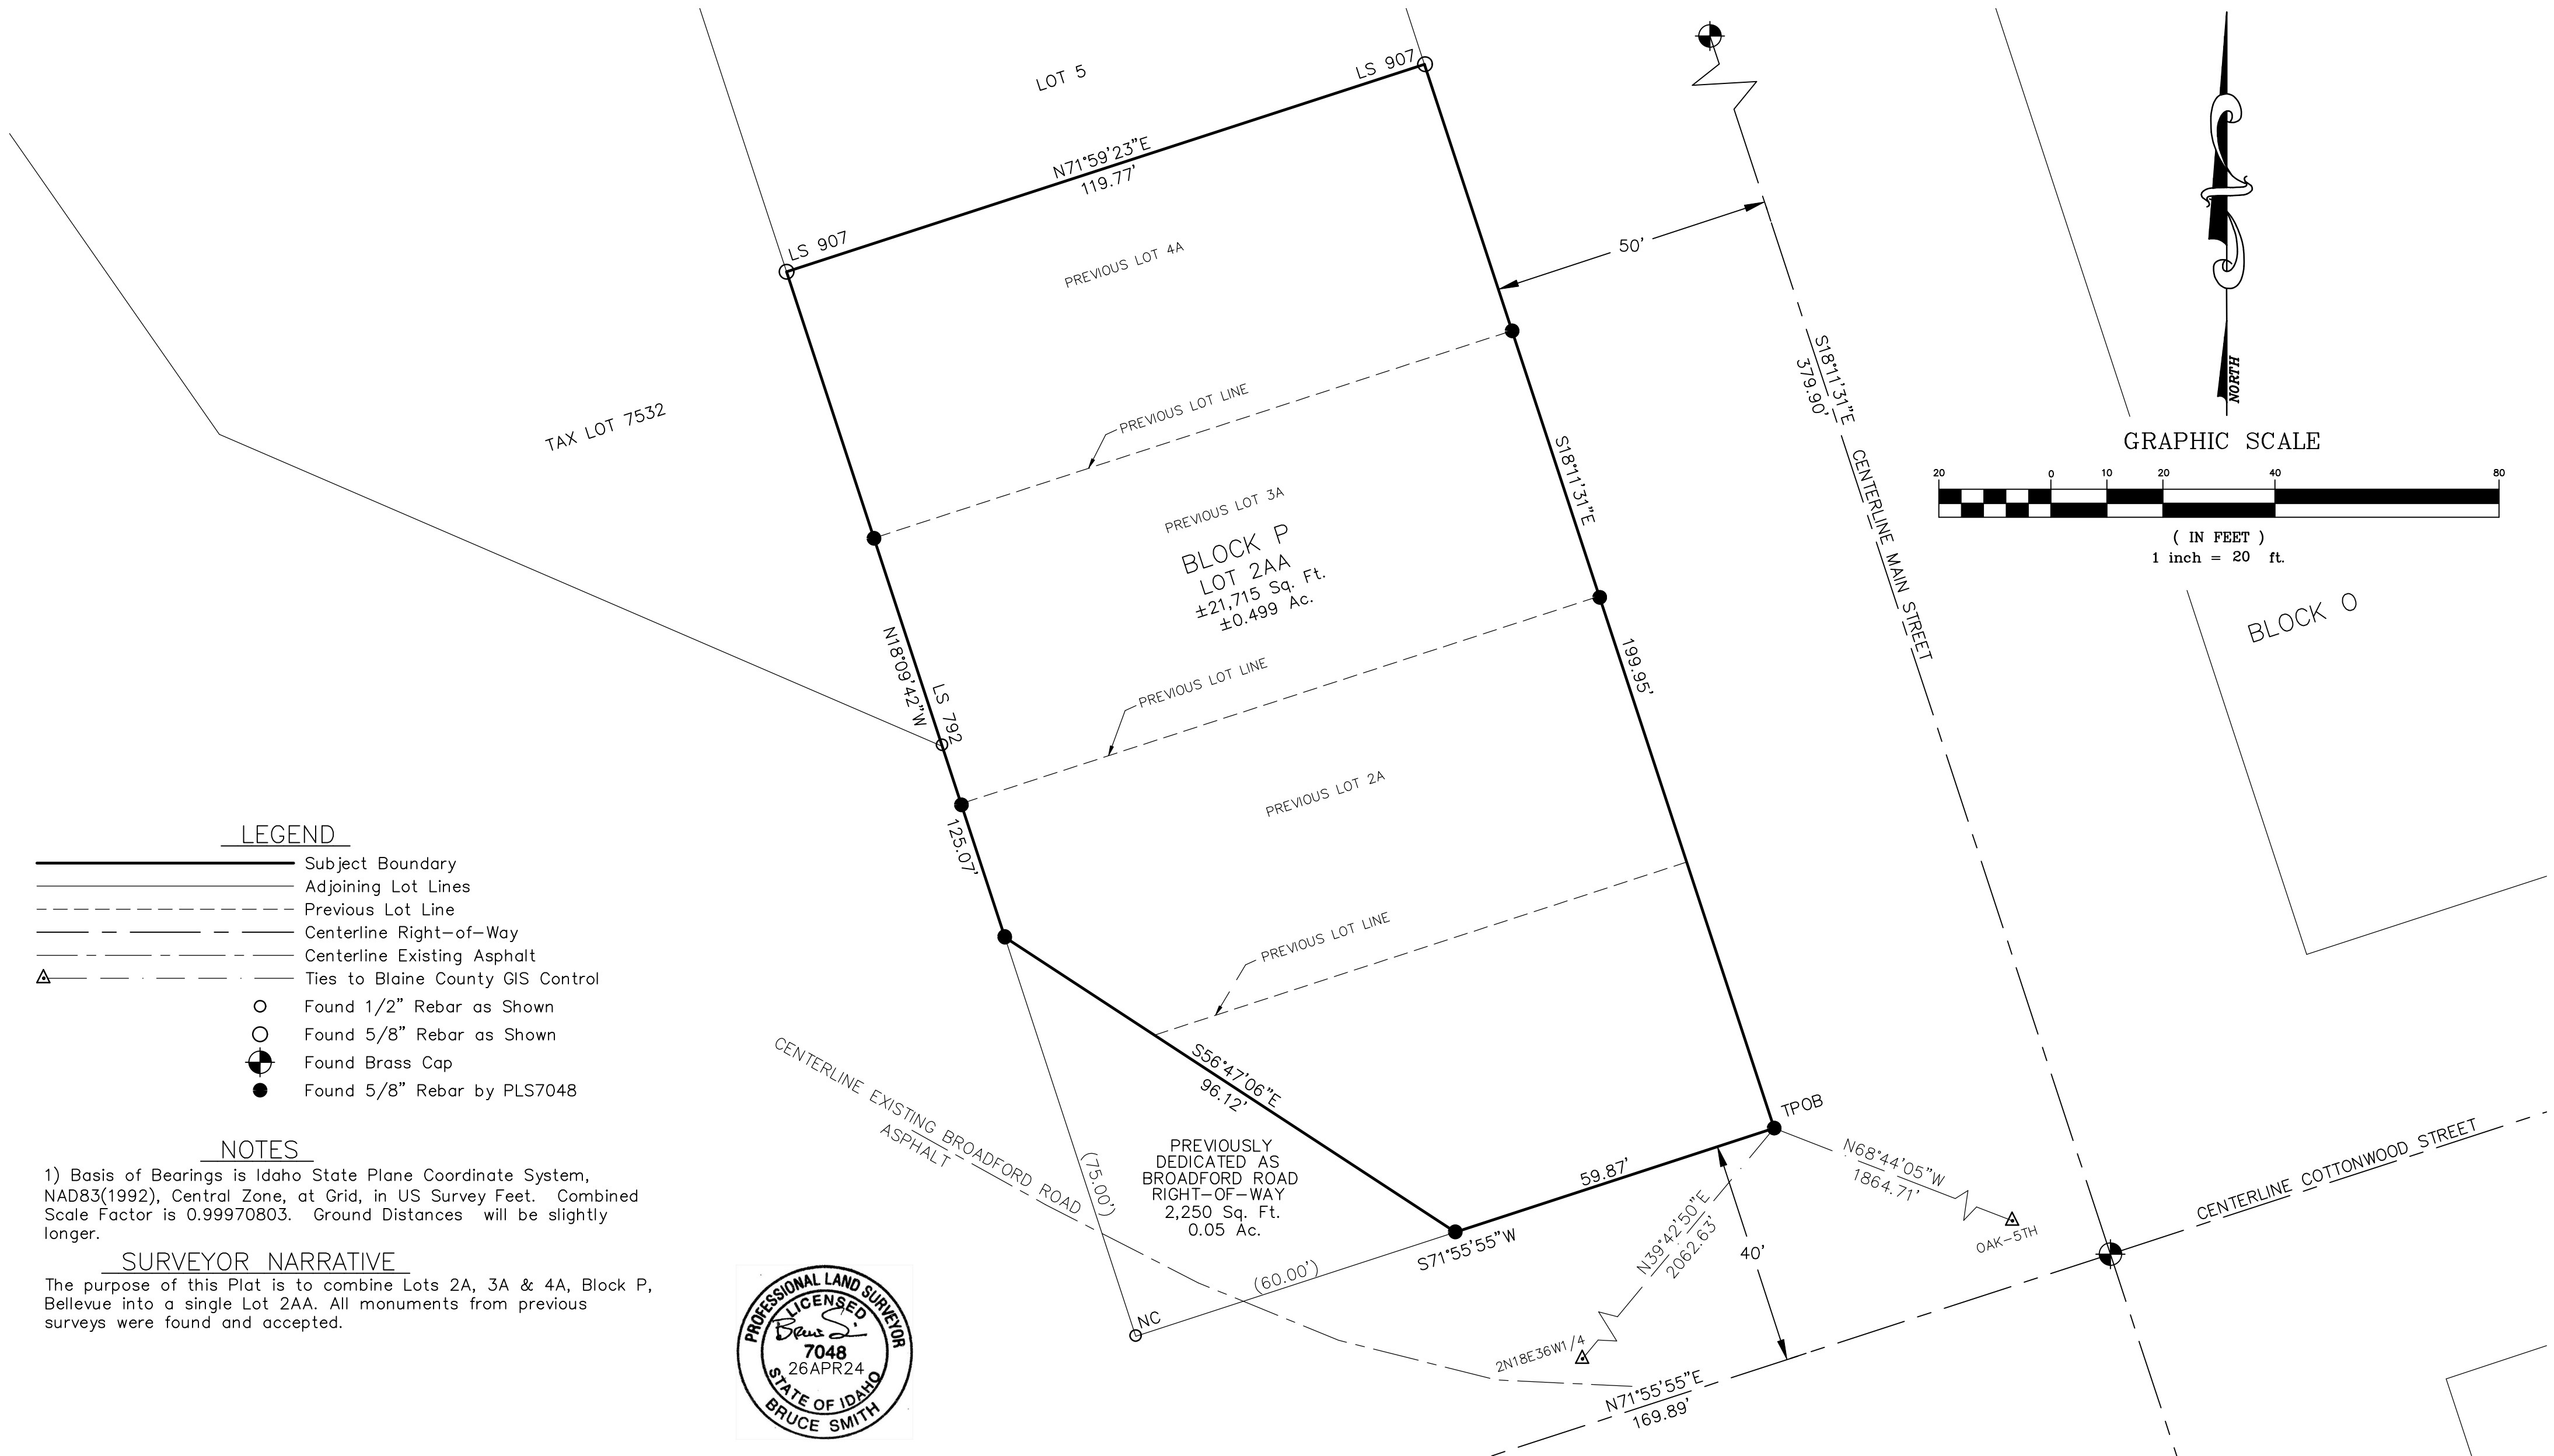 LOT 5
LS 907
LS 907
N71°59'23"E
119.77'
PREVIOUS LOT 4A
50'
TAX LOT 7532
PREVIOUS LOT LINE
PREVIOUS LOT 3A
BLOCK P
LOT 2AA
±21,715 Sq. Ft.
±0.499 Ac.
S18°11'31"E
199.95'
S18°11'31"E
379.90'
CENTERLINE MAIN STREET
NORTH
GRAPHIC SCALE
20 0 10 20 40 80
( IN FEET )
1 inch = 20 ft.
BLOCK O
N18°09'42"W
125.07'
LS 792
PREVIOUS LOT LINE
PREVIOUS LOT 2A
PREVIOUS LOT LINE
S56°47'06"E
96.12'
CENTERLINE EXISTING BROADFORD ROAD
ASPHALT
(75.00')
PREVIOUSLY
DEDICATED AS
BROADFORD ROAD
RIGHT-OF-WAY
2,250 Sq. Ft.
0.05 Ac.
(60.00')
NC
59.87'
S71°55'55"W
TPOB
N68°44'05"W
1864.71'
OAK-5TH
N39°42'50"E
2062.63'
2N18E36W1/4
40'
N71°55'55"E
169.89'
CENTERLINE COTTONWOOD STREET
LEGEND
Subject Boundary
Adjoining Lot Lines
Previous Lot Line
Centerline Right-of-Way
Centerline Existing Asphalt
Ties to Blaine County GIS Control
Found 1/2" Rebar as Shown
Found 5/8" Rebar as Shown
Found Brass Cap
Found 5/8" Rebar by PLS7048
NOTES
1) Basis of Bearings is Idaho State Plane Coordinate System,
NAD83(1992), Central Zone, at Grid, in US Survey Feet. Combined
Scale Factor is 0.99970803. Ground Distances will be slightly
longer.
SURVEYOR NARRATIVE
The purpose of this Plat is to combine Lots 2A, 3A & 4A, Block P,
Bellevue into a single Lot 2AA. All monuments from previous
surveys were found and accepted.
PROFESSIONAL LAND SURVEYOR
LICENSED
7048
26APR24
STATE OF IDAHO
BRUCE SMITH